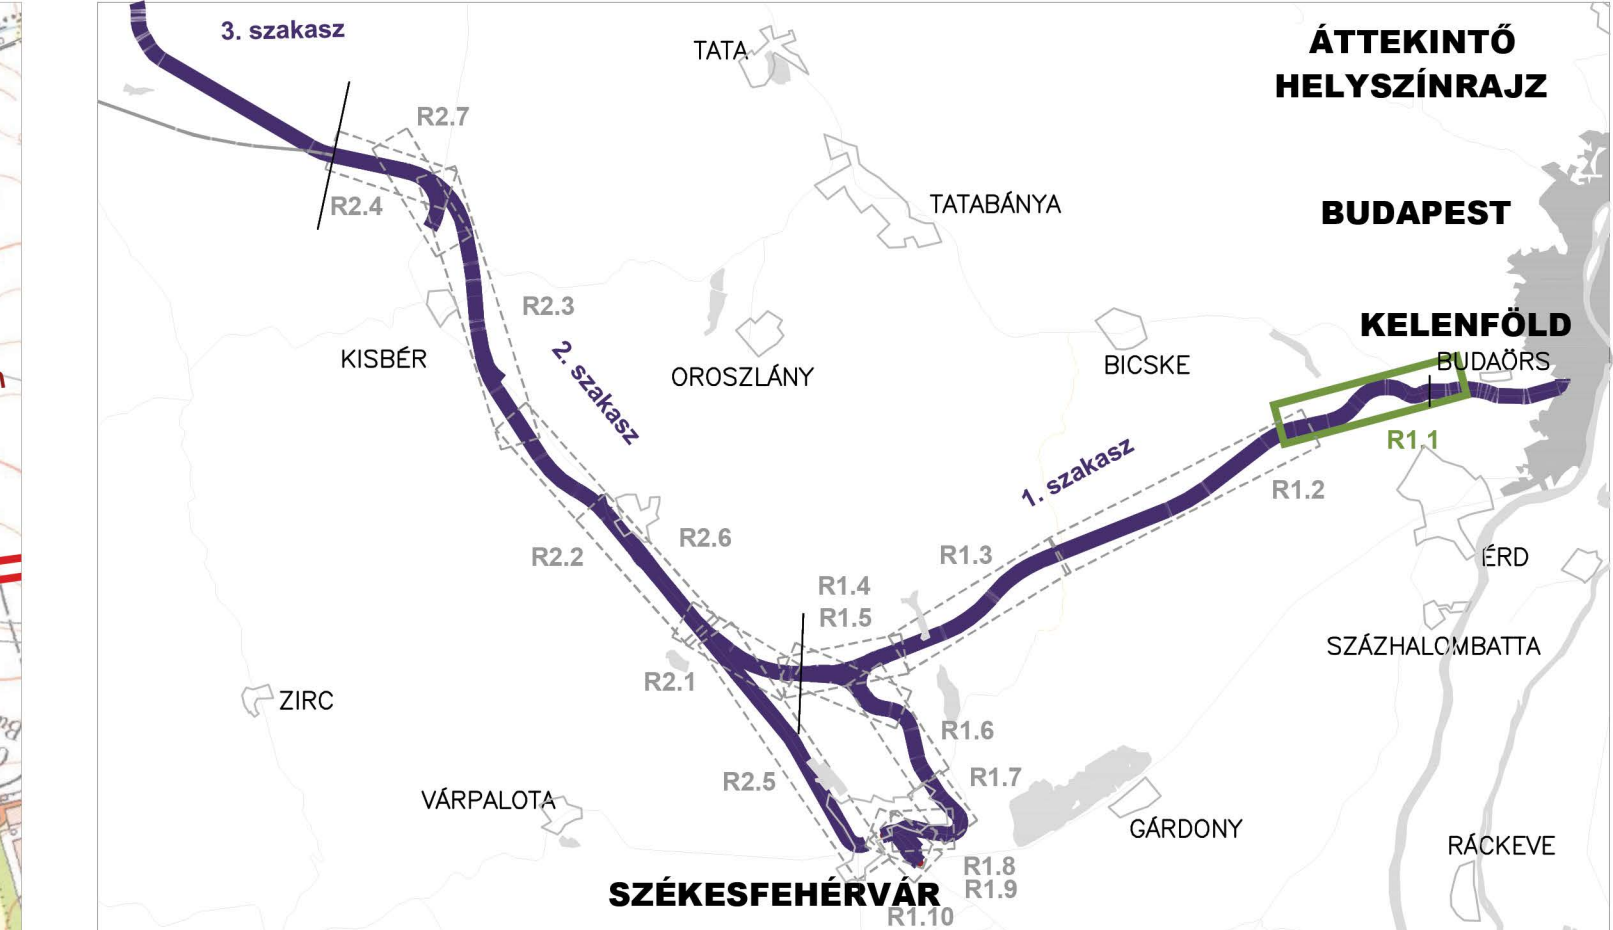 3. szakasz
TATA
ÁTTEKINTŐ
HELYSZÍNRAJZ
R2.7
R2.4
TATABÁNYA
BUDAPEST
R2.3
KELENFÖLD
KISBÉR
2. szakasz
OROSZLÁNY
BICSKE
BUDAÖRS
R1.1
1. szakasz
R1.2
R2.6
R2.2
R1.3
ÉRD
R1.4
R1.5
SZÁZHALOMBATTA
R2.1
ZIRC
R1.6
R2.5
R1.7
VÁRPALOTA
GÁRDONY
RÁCKEVE
R1.8
SZÉKESFEHÉRVÁR
R1.9
R1.10